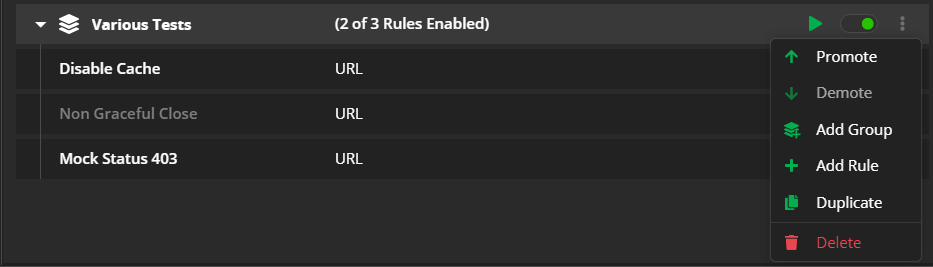 Various Tests (2 of 3 Rules Enabled)
Disable Cache URL
Non Graceful Close URL
Mock Status 403 URL
Promote
Demote
Add Group
Add Rule
Duplicate
Delete